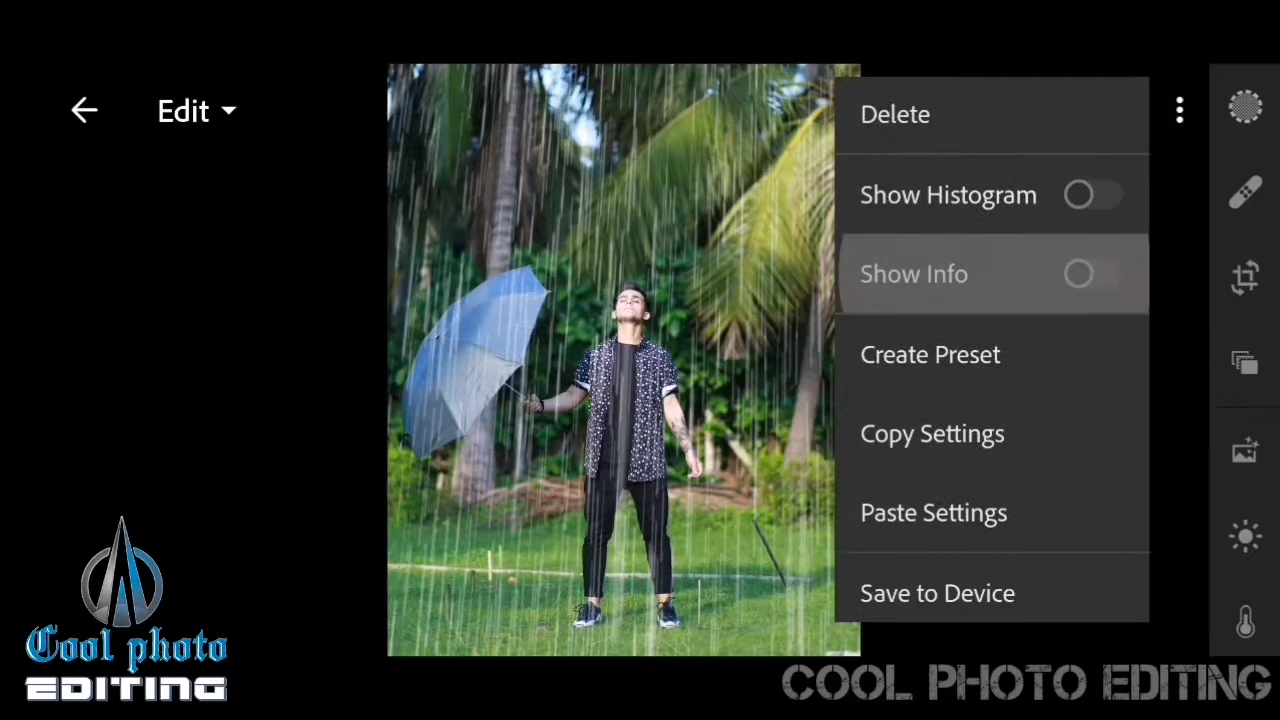 Edit
Delete
Show Histogram
Show Info
Create Preset
Copy Settings
Paste Settings
Save to Device
Cool photo
EDITING
COOL PHOTO EDITING